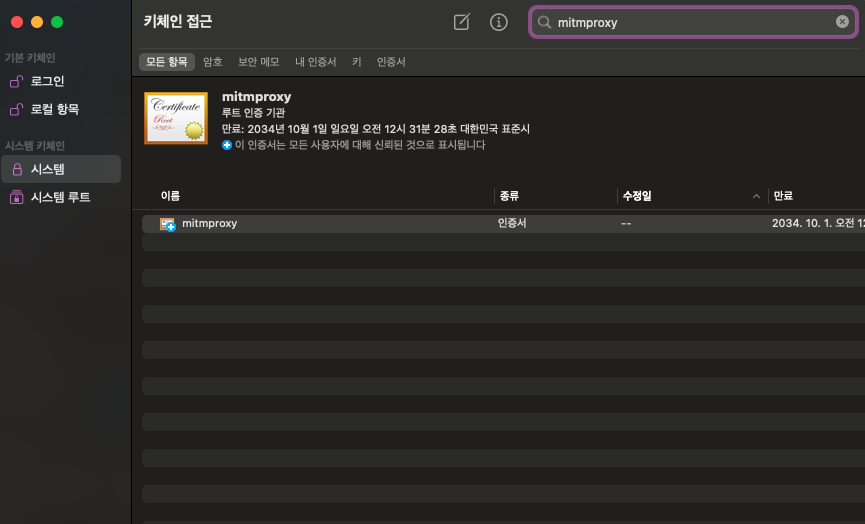 키체인 접근
mitmproxy
기본 키체인
로그인
로컬 항목
시스템 키체인
시스템
시스템 루트
모든 항목 암호 보안 메모 내 인증서 키 인증서
Certificate
Root
mitmproxy
루트 인증 기관
만료: 2034년 10월 1일 일요일 오전 12시 31분 28초 대한민국 표준시
이 인증서는 모든 사용자에 대해 신뢰된 것으로 표시됩니다
이름 종류 수정일 만료
mitmproxy 인증서 -- 2034. 10. 1. 오전 12